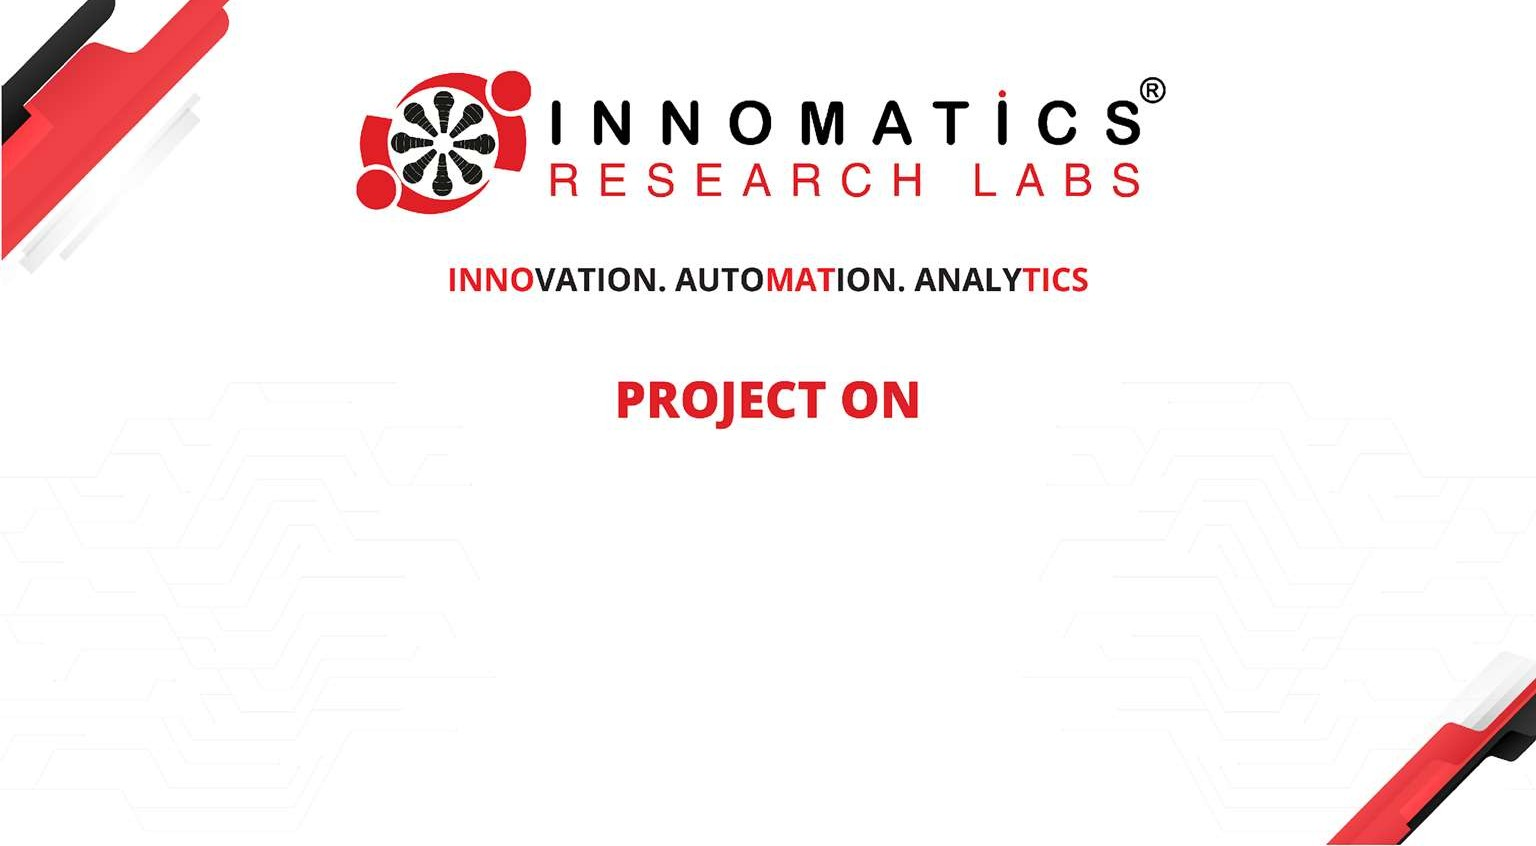 INNOMATICS®
RESEARCH LABS
INNOVATION. AUTOMATION. ANALYTICS
PROJECT ON